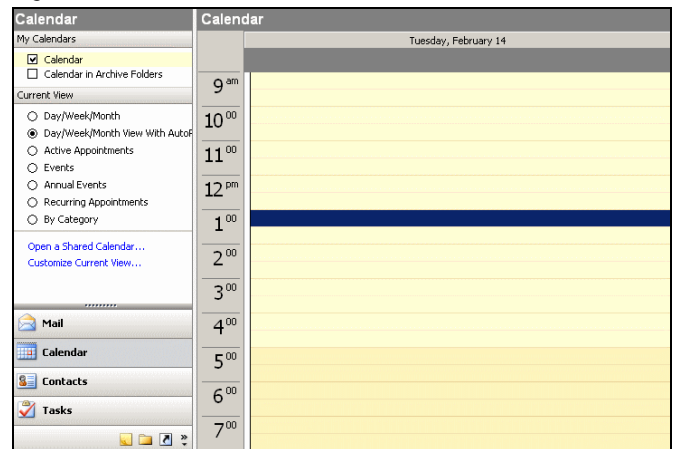 Calendar
My Calendars
Calendar
Calendar in Archive Folders
Current View
Day/Week/Month
Day/Week/Month View With AutoP
Active Appointments
Events
Annual Events
Recurring Appointments
By Category
Open a Shared Calendar...
Customize Current View...
Mail
Calendar
Contacts
Tasks
Calendar
Tuesday, February 14
9 am
10 00
11 00
12 pm
1 00
2 00
3 00
4 00
5 00
6 00
7 00